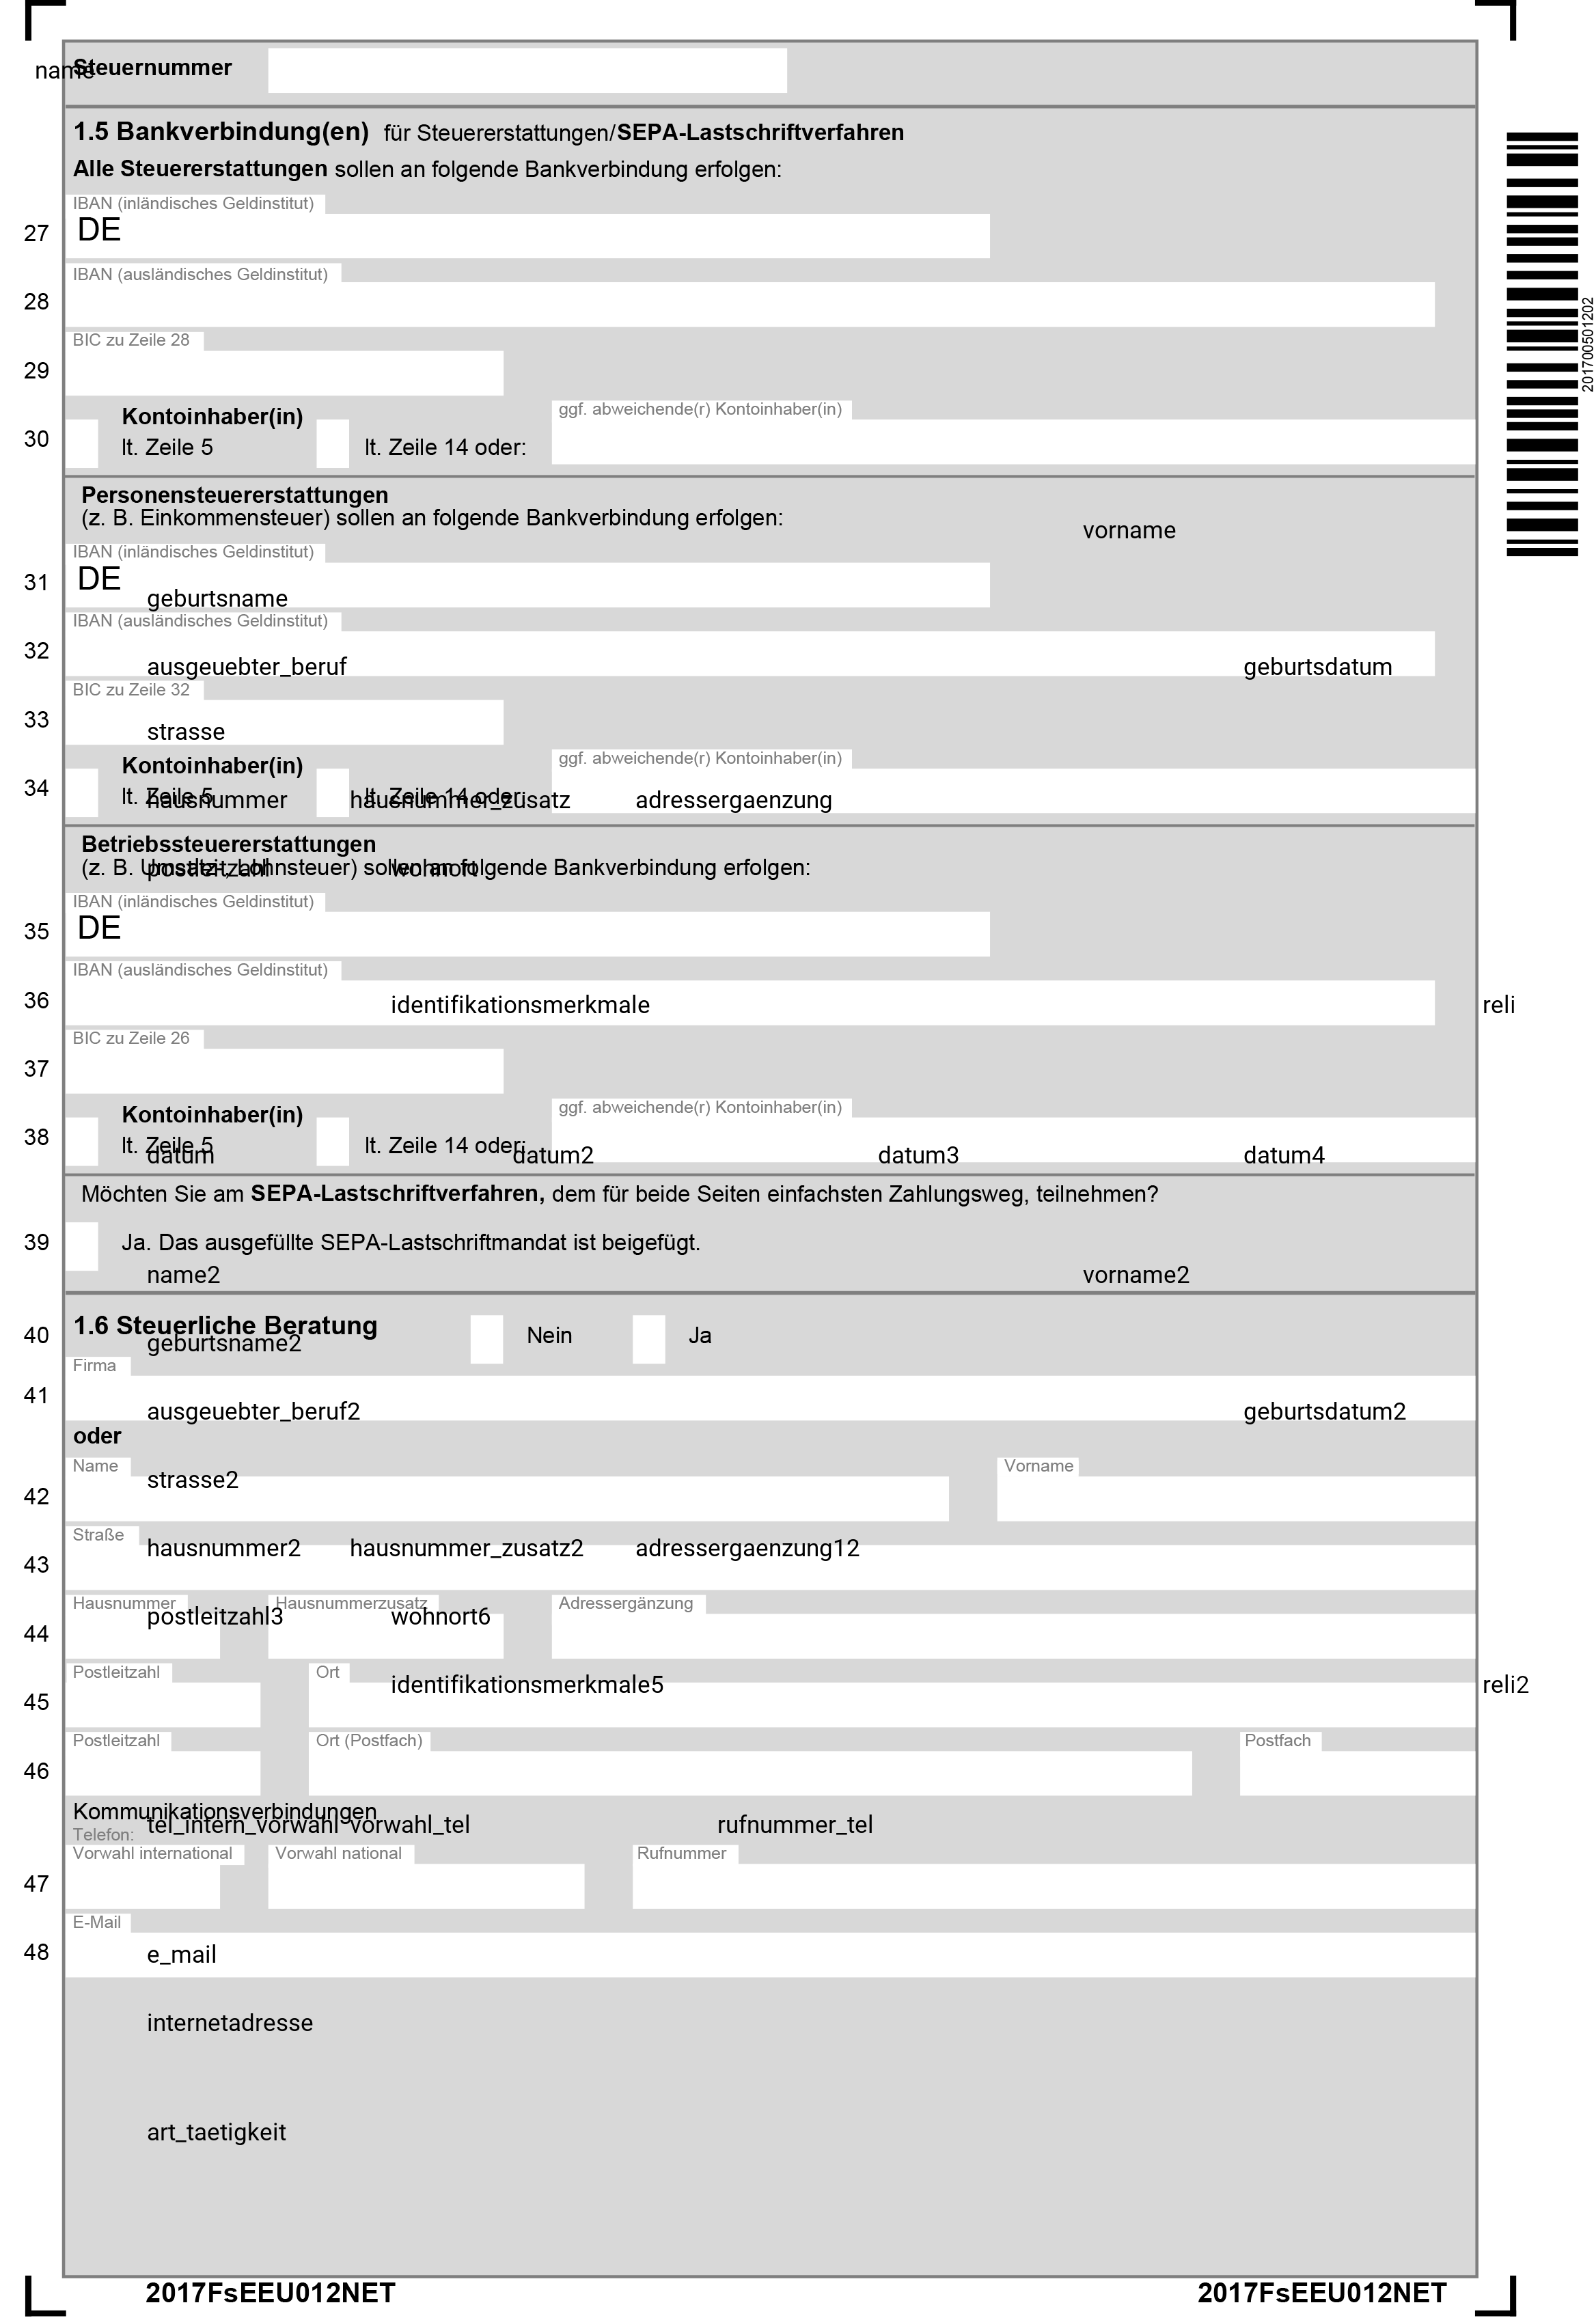 name Steuernummer
1.5 Bankverbindung(en) für Steuererstattungen/SEPA-Lastschriftverfahren
Alle Steuererstattungen sollen an folgende Bankverbindung erfolgen:
IBAN (inländisches Geldinstitut)
27 DE
IBAN (ausländisches Geldinstitut)
28
201700501202
BIC zu Zeile 28
29
Kontoinhaber(in) ggf. abweichende(r) Kontoinhaber(in)
30 lt. Zeile 5 lt. Zeile 14 oder:
Personensteuererstattungen
(z. B. Einkommensteuer) sollen an folgende Bankverbindung erfolgen:
vorname
IBAN (inländisches Geldinstitut)
31 DE
geburtsname
IBAN (ausländisches Geldinstitut)
32
ausgeuebter_beruf geburtsdatum
BIC zu Zeile 32
33
strasse
Kontoinhaber(in) ggf. abweichende(r) Kontoinhaber(in)
34 lt. Zeile 5 lt. Zeile 14 oder:
hausnummer hausnummer_zusatz adressergaenzung
Betriebssteuererstattungen
(z. B. Umsatz-, Lohnsteuer) sollen an folgende Bankverbindung erfolgen:
postleitzahl wohnort
IBAN (inländisches Geldinstitut)
35 DE
IBAN (ausländisches Geldinstitut)
36 identifikationsmerkmale reli
BIC zu Zeile 26
37
Kontoinhaber(in) ggf. abweichende(r) Kontoinhaber(in)
38 lt. Zeile 5 lt. Zeile 14 oder:
datum datum2 datum3 datum4
Möchten Sie am SEPA-Lastschriftverfahren, dem für beide Seiten einfachsten Zahlungsweg, teilnehmen?
39 Ja. Das ausgefüllte SEPA-Lastschriftmandat ist beigefügt.
name2 vorname2
40 1.6 Steuerliche Beratung Nein Ja
geburtsname2
Firma
41
ausgeuebter_beruf2 geburtsdatum2
oder
Name Vorname
strasse2
42
Straße
hausnummer2 hausnummer_zusatz2 adressergaenzung12
43
Hausnummer Hausnummerzusatz Adressergänzung
postleitzahl3 wohnort6
44
Postleitzahl Ort
identifikationsmerkmale5 reli2
45
Postleitzahl Ort (Postfach) Postfach
46
Kommunikationsverbindungen
tel_intern_vorwahl vorwahl_tel rufnummer_tel
Telefon:
Vorwahl international Vorwahl national Rufnummer
47
E-Mail
48 e_mail
internetadresse
art_taetigkeit
2017FsEEU012NET 2017FsEEU012NET